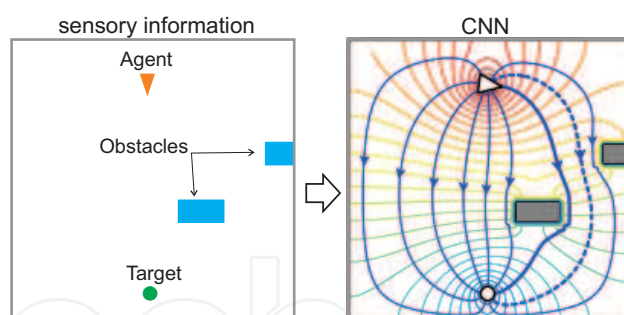 sensory information
CNN
Agent
Obstacles
Target